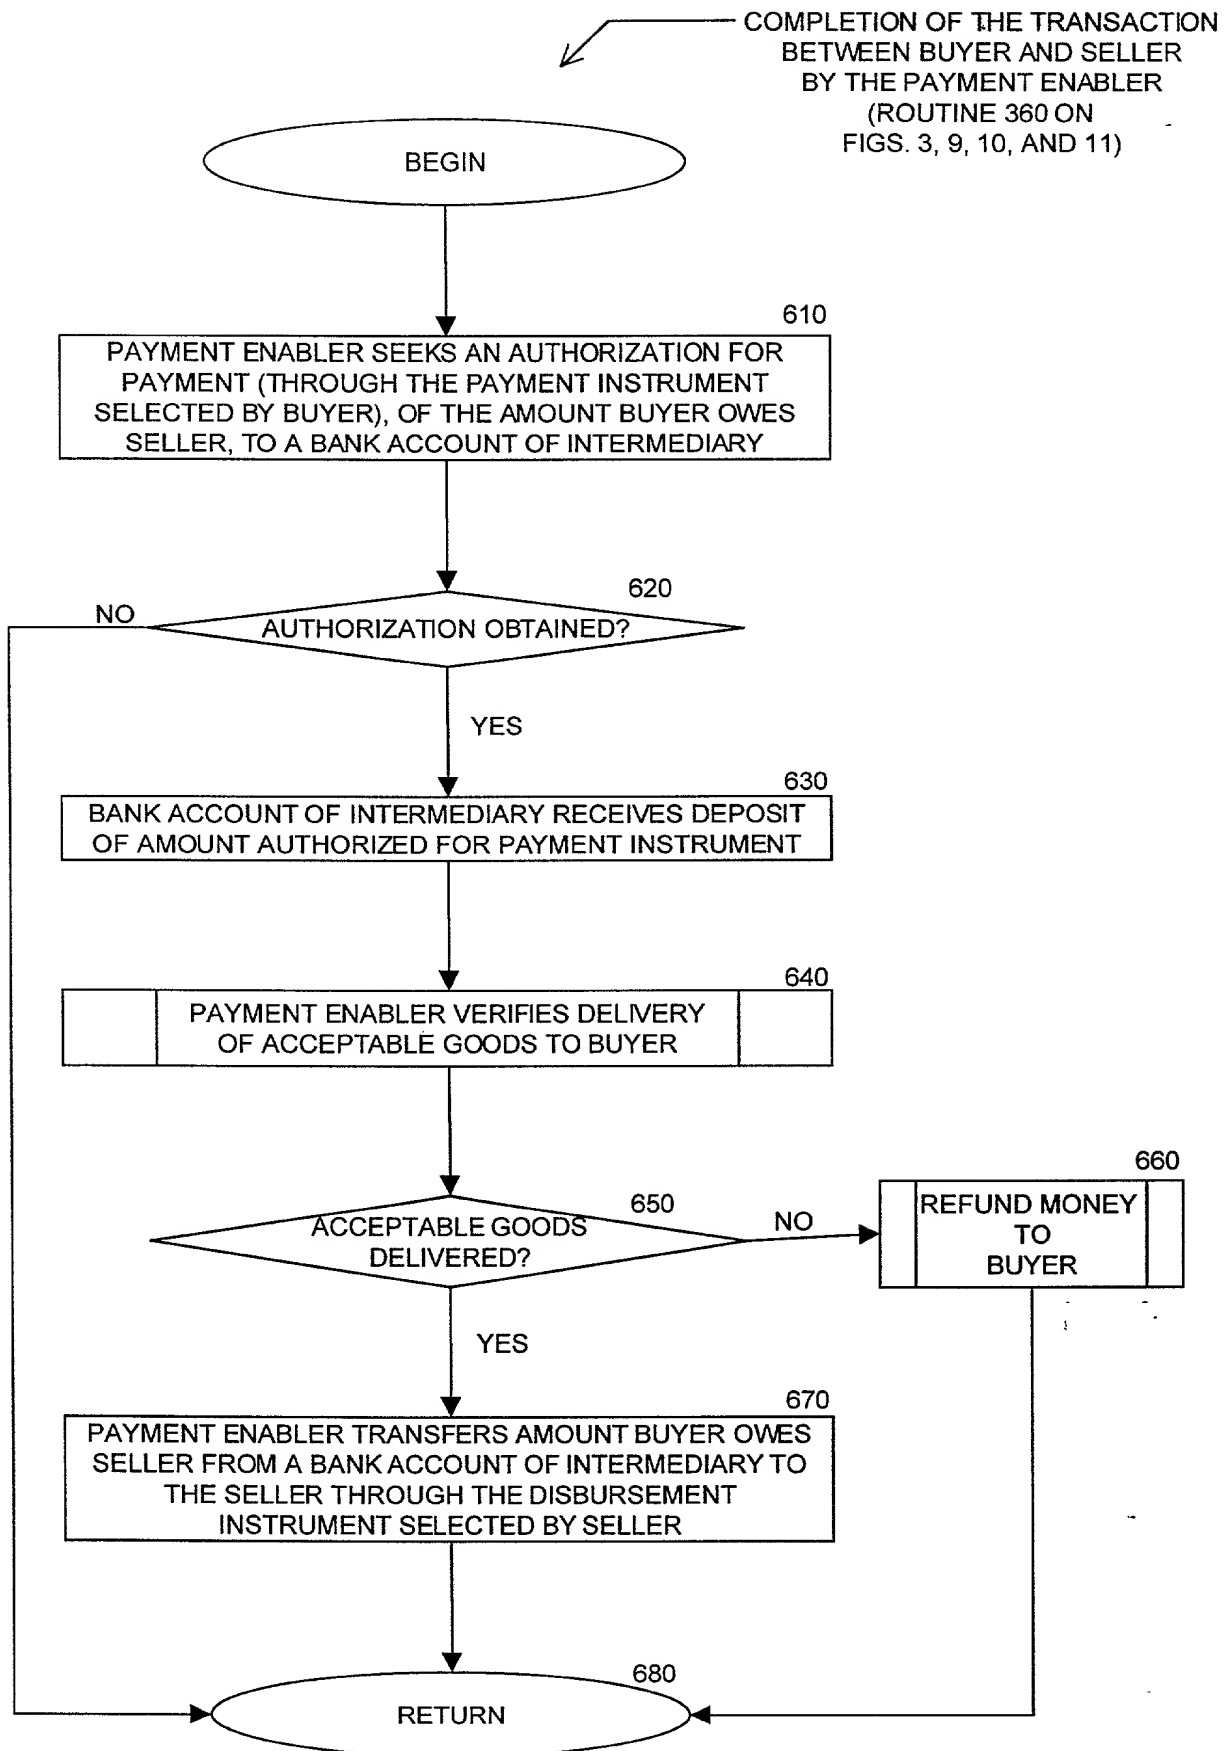 COMPLETION OF THE TRANSACTION
BETWEEN BUYER AND SELLER
BY THE PAYMENT ENABLER
(ROUTINE 360 ON
FIGS. 3, 9, 10, AND 11)
BEGIN
610
PAYMENT ENABLER SEEKS AN AUTHORIZATION FOR
PAYMENT (THROUGH THE PAYMENT INSTRUMENT
SELECTED BY BUYER), OF THE AMOUNT BUYER OWES
SELLER, TO A BANK ACCOUNT OF INTERMEDIARY
620
NO
AUTHORIZATION OBTAINED?
YES
630
BANK ACCOUNT OF INTERMEDIARY RECEIVES DEPOSIT
OF AMOUNT AUTHORIZED FOR PAYMENT INSTRUMENT
640
PAYMENT ENABLER VERIFIES DELIVERY
OF ACCEPTABLE GOODS TO BUYER
650
ACCEPTABLE GOODS
DELIVERED?
NO
660
REFUND MONEY
TO
BUYER
YES
670
PAYMENT ENABLER TRANSFERS AMOUNT BUYER OWES
SELLER FROM A BANK ACCOUNT OF INTERMEDIARY TO
THE SELLER THROUGH THE DISBURSEMENT
INSTRUMENT SELECTED BY SELLER
680
RETURN